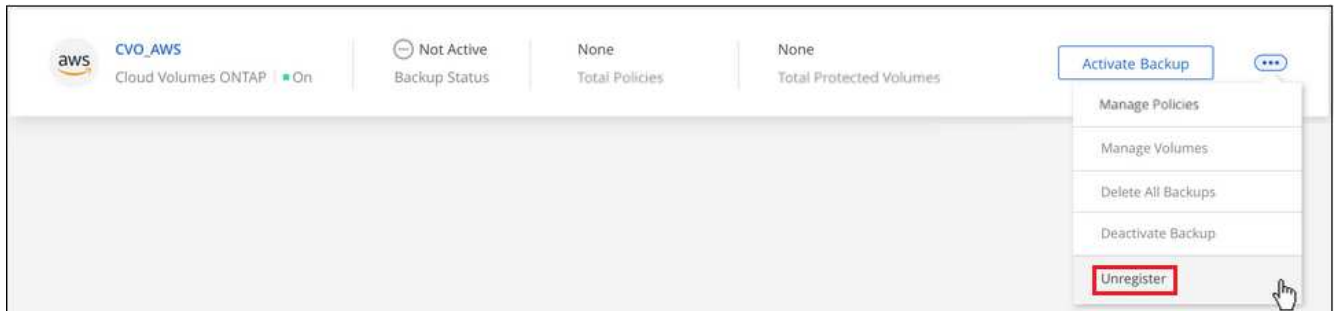 aws
CVO_AWS
Cloud Volumes ONTAP
On
Not Active
Backup Status
None
Total Policies
None
Total Protected Volumes
Activate Backup
Manage Policies
Manage Volumes
Delete All Backups
Deactivate Backup
Unregister